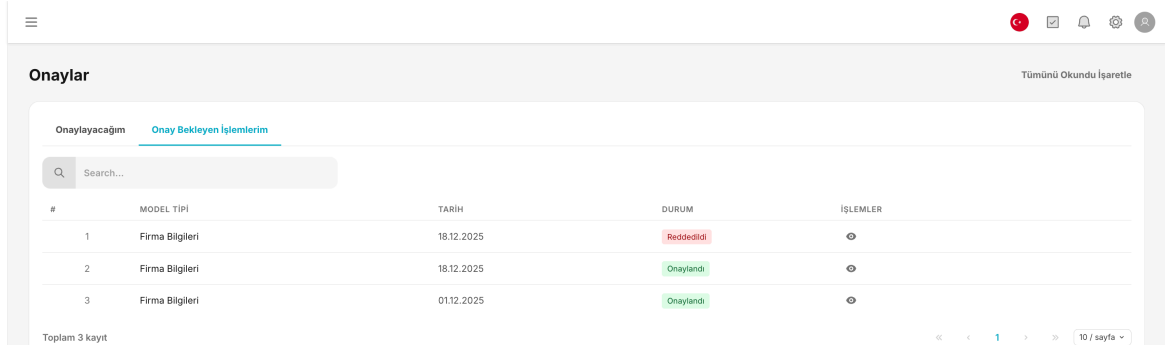 Onaylar
Tümünü Okundu İşaretle
Onaylayacağım Onay Bekleyen İşlemlerim
Search...
# MODEL TİPİ TARİH DURUM İŞLEMLER
1 Firma Bilgileri 18.12.2025 Reddedildi
2 Firma Bilgileri 18.12.2025 Onaylandı
3 Firma Bilgileri 01.12.2025 Onaylandı
Toplam 3 kayıt « ‹ 1 › » 10 / sayfa